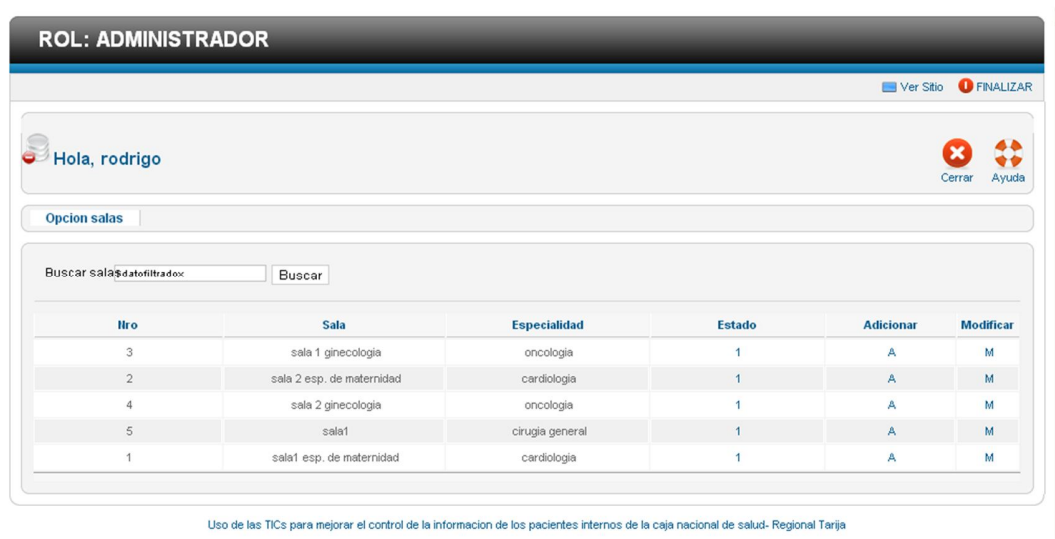 ROL: ADMINISTRADOR
Ver Sitio FINALIZAR
Hola, rodrigo
Cerrar Ayuda
Opcion salas
Buscar sala $datofiltradox Buscar
Nro Sala Especialidad Estado Adicionar Modificar
3 sala 1 ginecologia oncologia 1 A M
2 sala 2 esp. de maternidad cardiologia 1 A M
4 sala 2 ginecologia oncologia 1 A M
5 sala1 cirugia general 1 A M
1 sala1 esp. de maternidad cardiologia 1 A M
Uso de las TICs para mejorar el control de la informacion de los pacientes internos de la caja nacional de salud- Regional Tarija